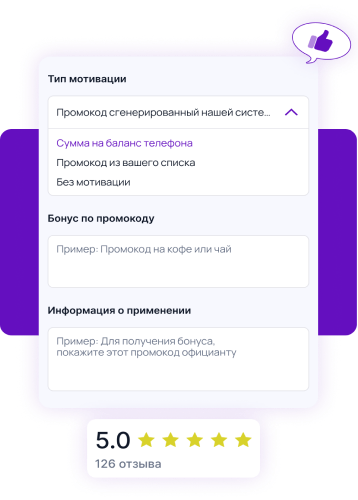 Тип мотивации
Промокод сгенерированный нашей систе...
Сумма на баланс телефона
Промокод из вашего списка
Без мотивации
Бонус по промокоду
Пример: Промокод на кофе или чай
Информация о применении
Пример: Для получения бонуса,
покажите этот промокод официанту
5.0
126 отзыва